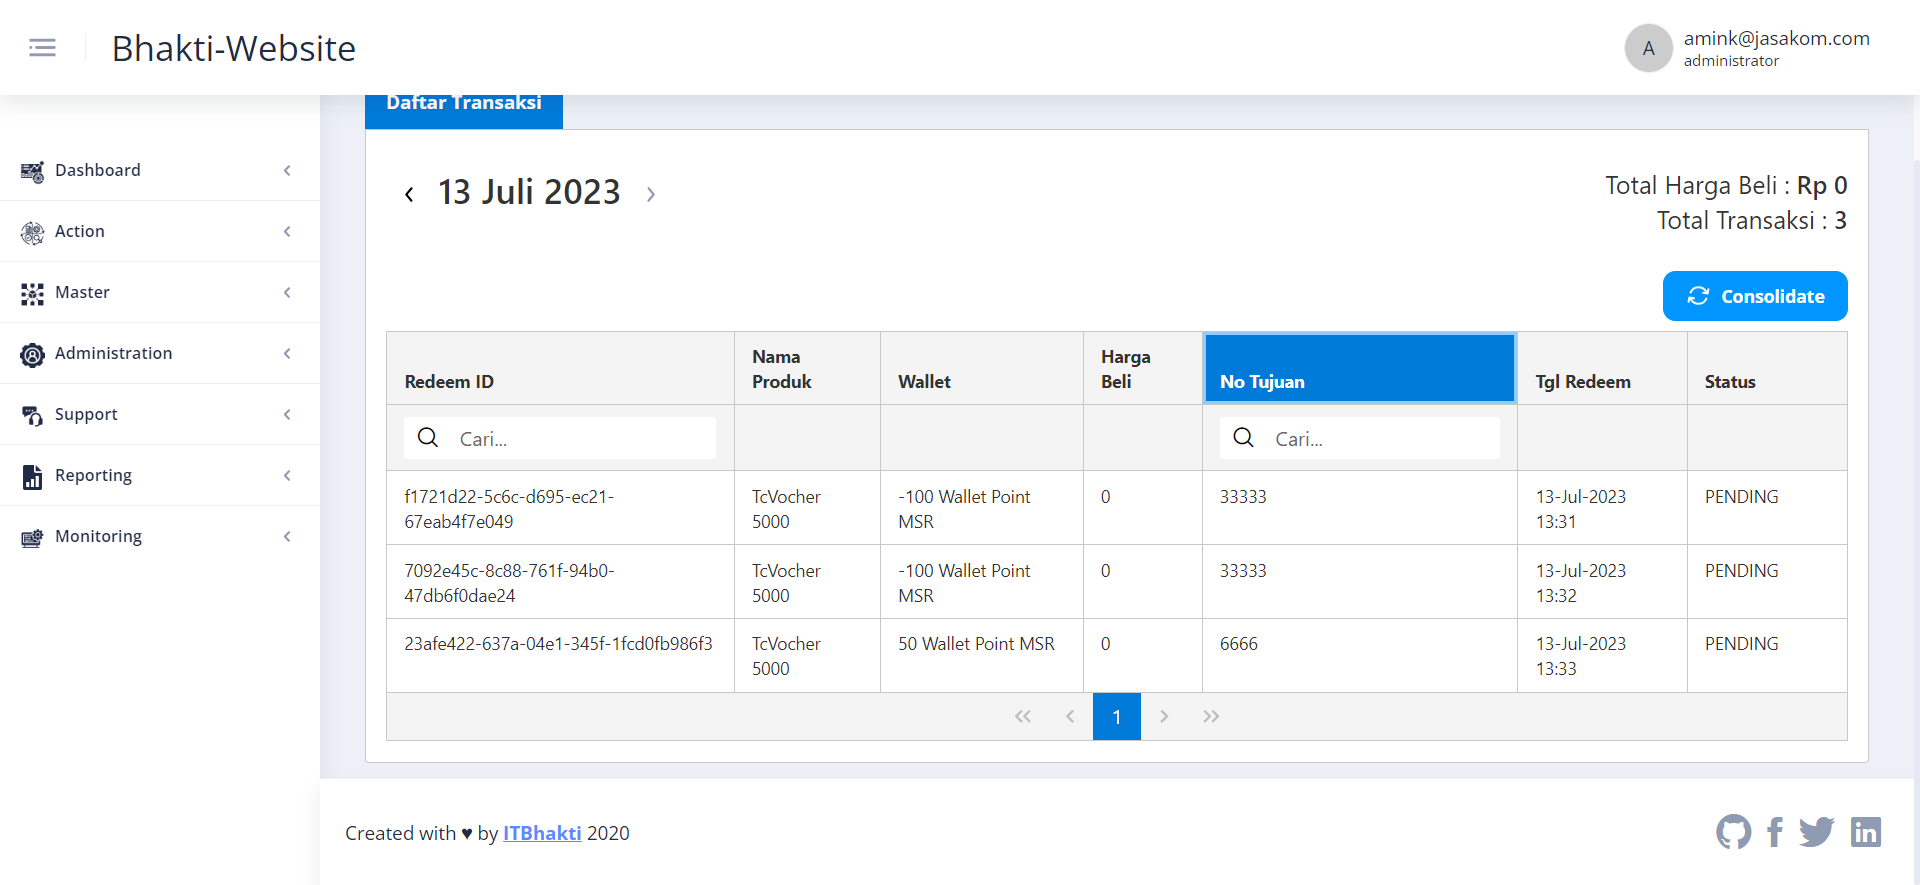 Bhakti-Website
A
amink@jasakom.com
administrator
Dashboard
Action
Master
Administration
Support
Reporting
Monitoring
Daftar Transaksi
13 Juli 2023
Total Harga Beli : Rp 0
Total Transaksi : 3
Consolidate
Redeem ID
Nama
Produk
Wallet
Harga
Beli
No Tujuan
Tgl Redeem
Status
Cari...
Cari...
f1721d22-5c6c-d695-ec21-
67eab4f7e049
TcVocher
5000
-100 Wallet Point
MSR
0
33333
13-Jul-2023
13:31
PENDING
7092e45c-8c88-761f-94b0-
47db6f0dae24
TcVocher
5000
-100 Wallet Point
MSR
0
33333
13-Jul-2023
13:32
PENDING
23afe422-637a-04e1-345f-1fcd0fb986f3
TcVocher
5000
50 Wallet Point MSR
0
6666
13-Jul-2023
13:33
PENDING
1
Created with ♥ by ITBhakti 2020